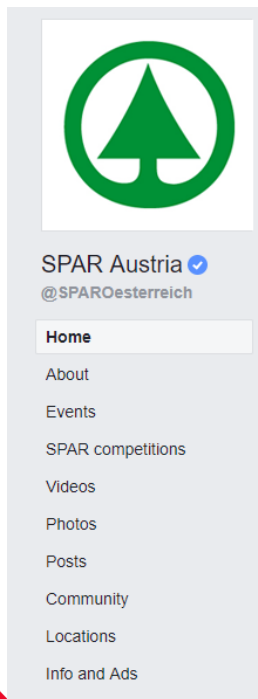 SPAR Austria
@SPAROesterreich
Home
About
Events
SPAR competitions
Videos
Photos
Posts
Community
Locations
Info and Ads